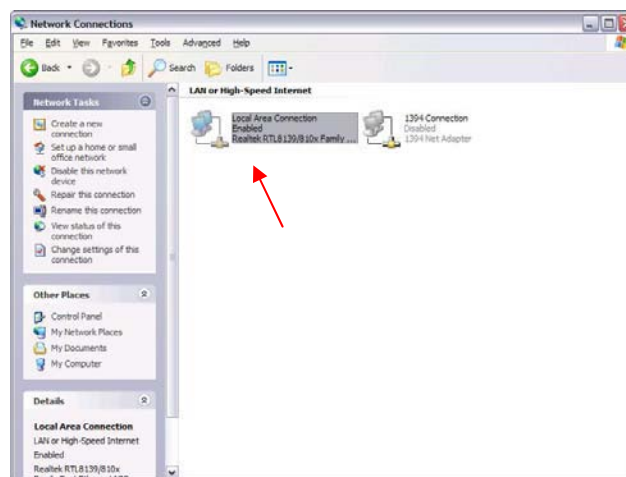 Network Connections
File Edit View Favorites Tools Advanced Help
Back Search Folders
LAN or High-Speed Internet
Network Tasks
Create a new
connection
Set up a home or small
office network
Disable this network
device
Repair this connection
Rename this connection
View status of this
connection
Change settings of this
connection
Local Area Connection
Enabled
Realtek RTL8139/810x Family ...
1394 Connection
Disabled
1394 Net Adapter
Other Places
Control Panel
My Network Places
My Documents
My Computer
Details
Local Area Connection
LAN or High-Speed Internet
Enabled
Realtek RTL8139/810x